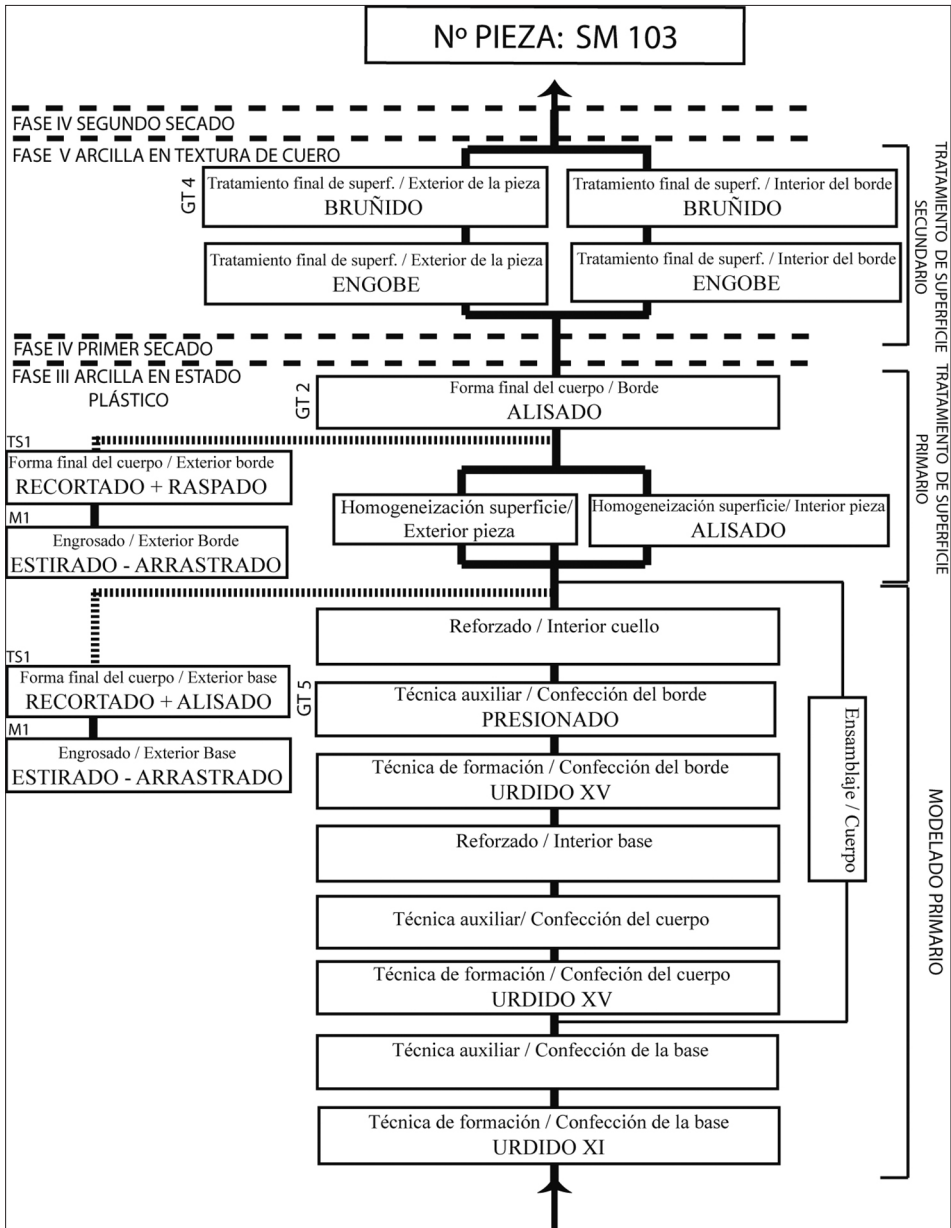 Nº PIEZA: SM 103
FASE IV SEGUNDO SECADO
FASE V ARCILLA EN TEXTURA DE CUERO
GT 4
Tratamiento final de superf. / Exterior de la pieza
BRUÑIDO
Tratamiento final de superf. / Interior del borde
BRUÑIDO
Tratamiento final de superf. / Exterior de la pieza
ENGOBE
Tratamiento final de superf. / Interior del borde
ENGOBE
TRATAMIENTO DE SUPERFICIE
SECUNDARIO
FASE IV PRIMER SECADO
FASE III ARCILLA EN ESTADO
PLÁSTICO
GT 2
Forma final del cuerpo / Borde
ALISADO
TS1
Forma final del cuerpo / Exterior borde
RECORTADO + RASPADO
M1
Engrosado / Exterior Borde
ESTIRADO - ARRASTRADO
Homogeneización superficie/
Exterior pieza
Homogeneización superficie/ Interior pieza
ALISADO
TRATAMIENTO DE SUPERFICIE
PRIMARIO
Reforzado / Interior cuello
TS1
Forma final del cuerpo / Exterior base
RECORTADO + ALISADO
M1
Engrosado / Exterior Base
ESTIRADO - ARRASTRADO
GT 5
Técnica auxiliar / Confección del borde
PRESIONADO
Técnica de formación / Confección del borde
URDIDO XV
Reforzado / Interior base
Técnica auxiliar/ Confección del cuerpo
Técnica de formación / Confeción del cuerpo
URDIDO XV
Técnica auxiliar / Confección de la base
Técnica de formación / Confección de la base
URDIDO XI
Ensamblaje / Cuerpo
MODELADO PRIMARIO